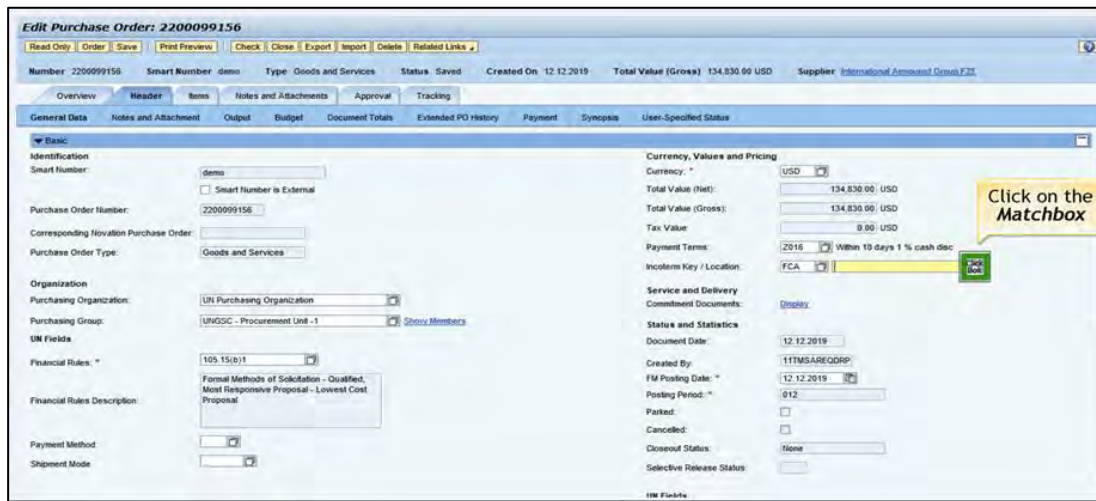 Edit Purchase Order: 2200099156
Read Only Order Save Print Preview Check Close Export Import Delete Related Links
Number 2200099156 Smart Number demo Type Goods and Services Status Saved Created On 12.12.2019 Total Value (Gross) 134,830.00 USD Supplier International Armoured Group FZE
Overview Header Items Notes and Attachments Approval Tracking
General Data Notes and Attachment Output Budget Document Totals Extended PO History Payment Synopsis User-Specified Status
Basic
Identification
Smart Number: demo
Smart Number is External
Purchase Order Number: 2200099156
Corresponding Novation Purchase Order:
Purchase Order Type: Goods and Services
Organization
Purchasing Organization: UN Purchasing Organization
Purchasing Group: UNGSC - Procurement Unit -1 Show Members
UN Fields
Financial Rules: * 105.15(b)1
Financial Rules Description: Formal Methods of Solicitation - Qualified,
Most Responsive Proposal - Lowest Cost
Proposal
Payment Method:
Shipment Mode
Currency, Values and Pricing
Currency: * USD
Total Value (Net): 134,830.00 USD
Total Value (Gross): 134,830.00 USD
Tax Value 0.00 USD
Payment Terms: Z016 Within 10 days 1 % cash disc
Incoterm Key / Location: FCA
Click on the
Matchbox
Service and Delivery
Commitment Documents: Display
Status and Statistics
Document Date: 12.12.2019
Created By: 11TMSAREQDRP
FM Posting Date: * 12.12.2019
Posting Period: * 012
Parked:
Cancelled:
Closeout Status: None
Selective Release Status:
UN Fields